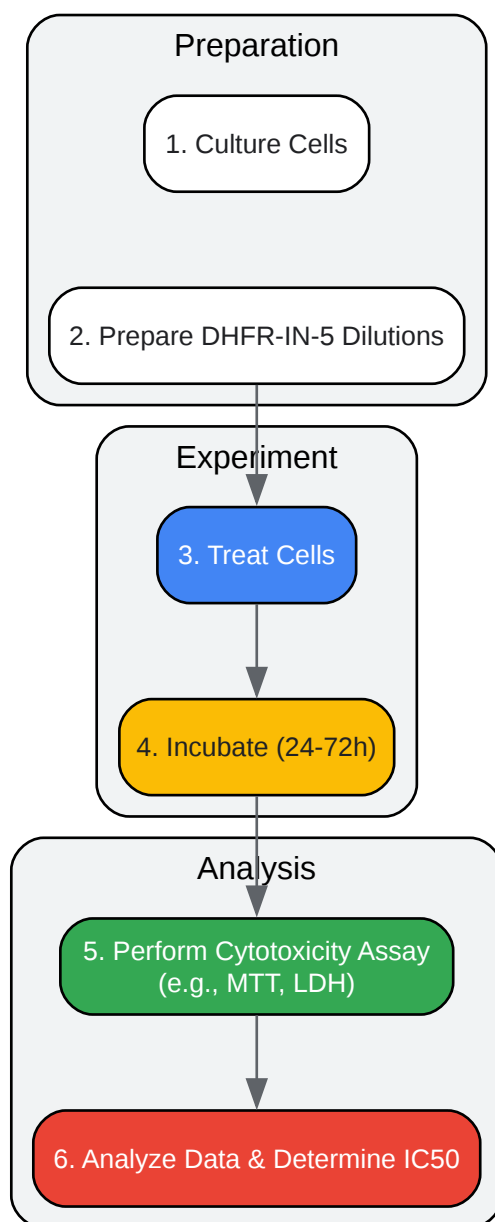 Preparation
1. Culture Cells
2. Prepare DHFR-IN-5 Dilutions
Experiment
3. Treat Cells
4. Incubate (24-72h)
Analysis
5. Perform Cytotoxicity Assay
(e.g., MTT, LDH)
6. Analyze Data & Determine IC50